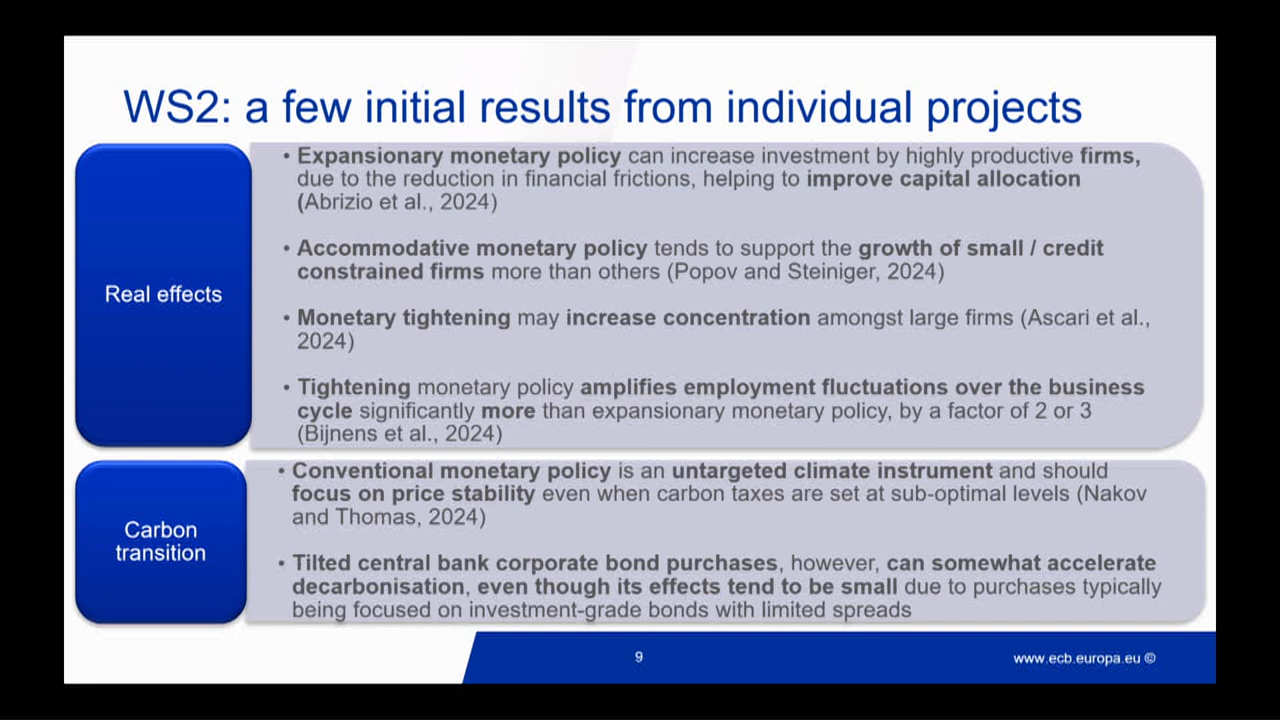 WS2: a few initial results from individual projects
Real effects
• Expansionary monetary policy can increase investment by highly productive firms,
due to the reduction in financial frictions, helping to improve capital allocation
(Abrizio et al., 2024)
• Accommodative monetary policy tends to support the growth of small / credit
constrained firms more than others (Popov and Steiniger, 2024)
• Monetary tightening may increase concentration amongst large firms (Ascari et al.,
2024)
• Tightening monetary policy amplifies employment fluctuations over the business
cycle significantly more than expansionary monetary policy, by a factor of 2 or 3
(Bijnens et al., 2024)
Carbon
transition
• Conventional monetary policy is an untargeted climate instrument and should
focus on price stability even when carbon taxes are set at sub-optimal levels (Nakov
and Thomas, 2024)
• Tilted central bank corporate bond purchases, however, can somewhat accelerate
decarbonisation, even though its effects tend to be small due to purchases typically
being focused on investment-grade bonds with limited spreads
9
www.ecb.europa.eu ©